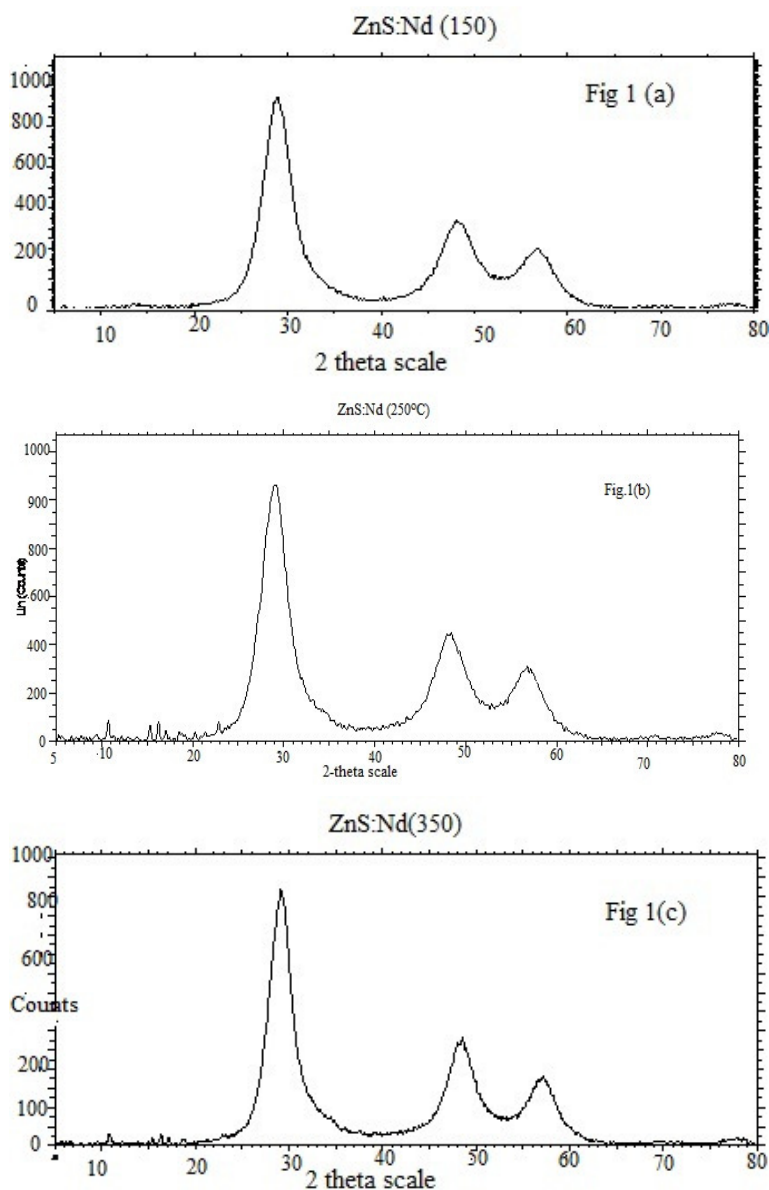 ZnS:Nd (150)
Fig 1 (a)
1000
800
600
400
200
0
10 20 30 40 50 60 70 80
2 theta scale
ZnS:Nd (250°C)
Fig.1(b)
1000
900
800
600
400
200
0
Lin (Counts)
5 10 20 30 40 50 60 70 80
2-theta scale
ZnS:Nd(350)
Fig 1(c)
1000
800
600
Counts
200
100
0
10 20 30 40 50 60 70 80
2 theta scale